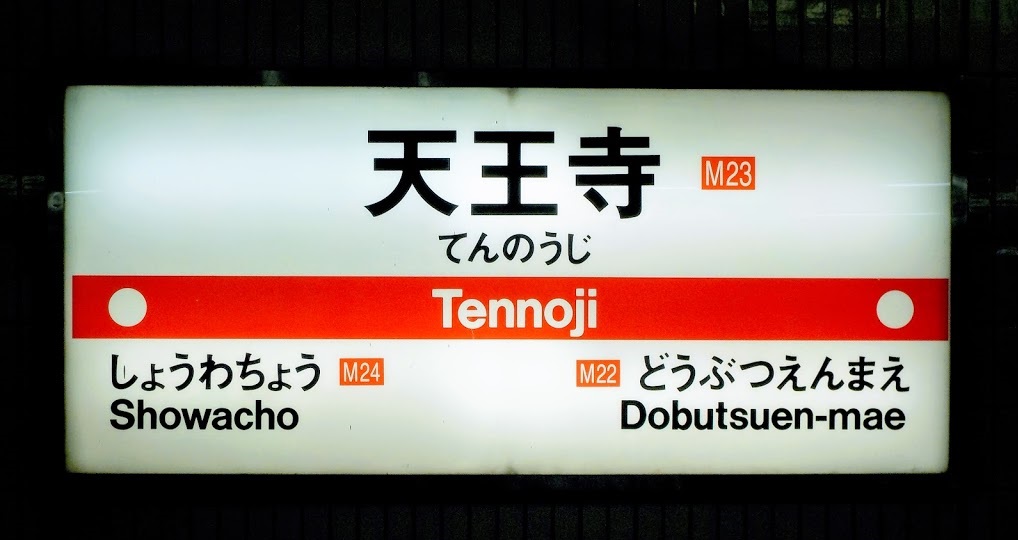 天王寺 M23
てんのうじ
Tennoji
しょうわちょう M24
Showacho
M22 どうぶつえんまえ
Dobutsuen-mae